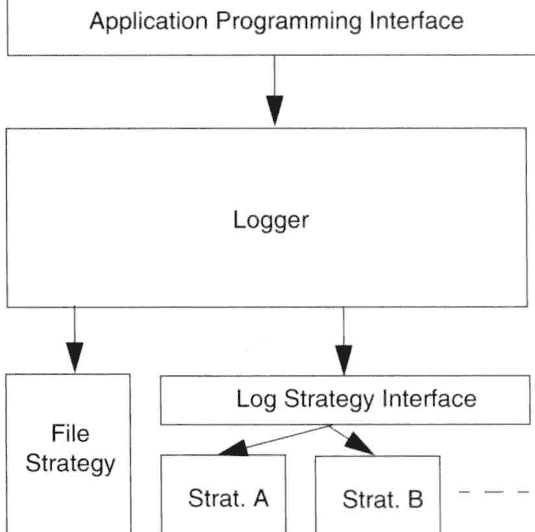 Application Programming Interface
Logger
File
Strategy
Log Strategy Interface
Strat. A
Strat. B